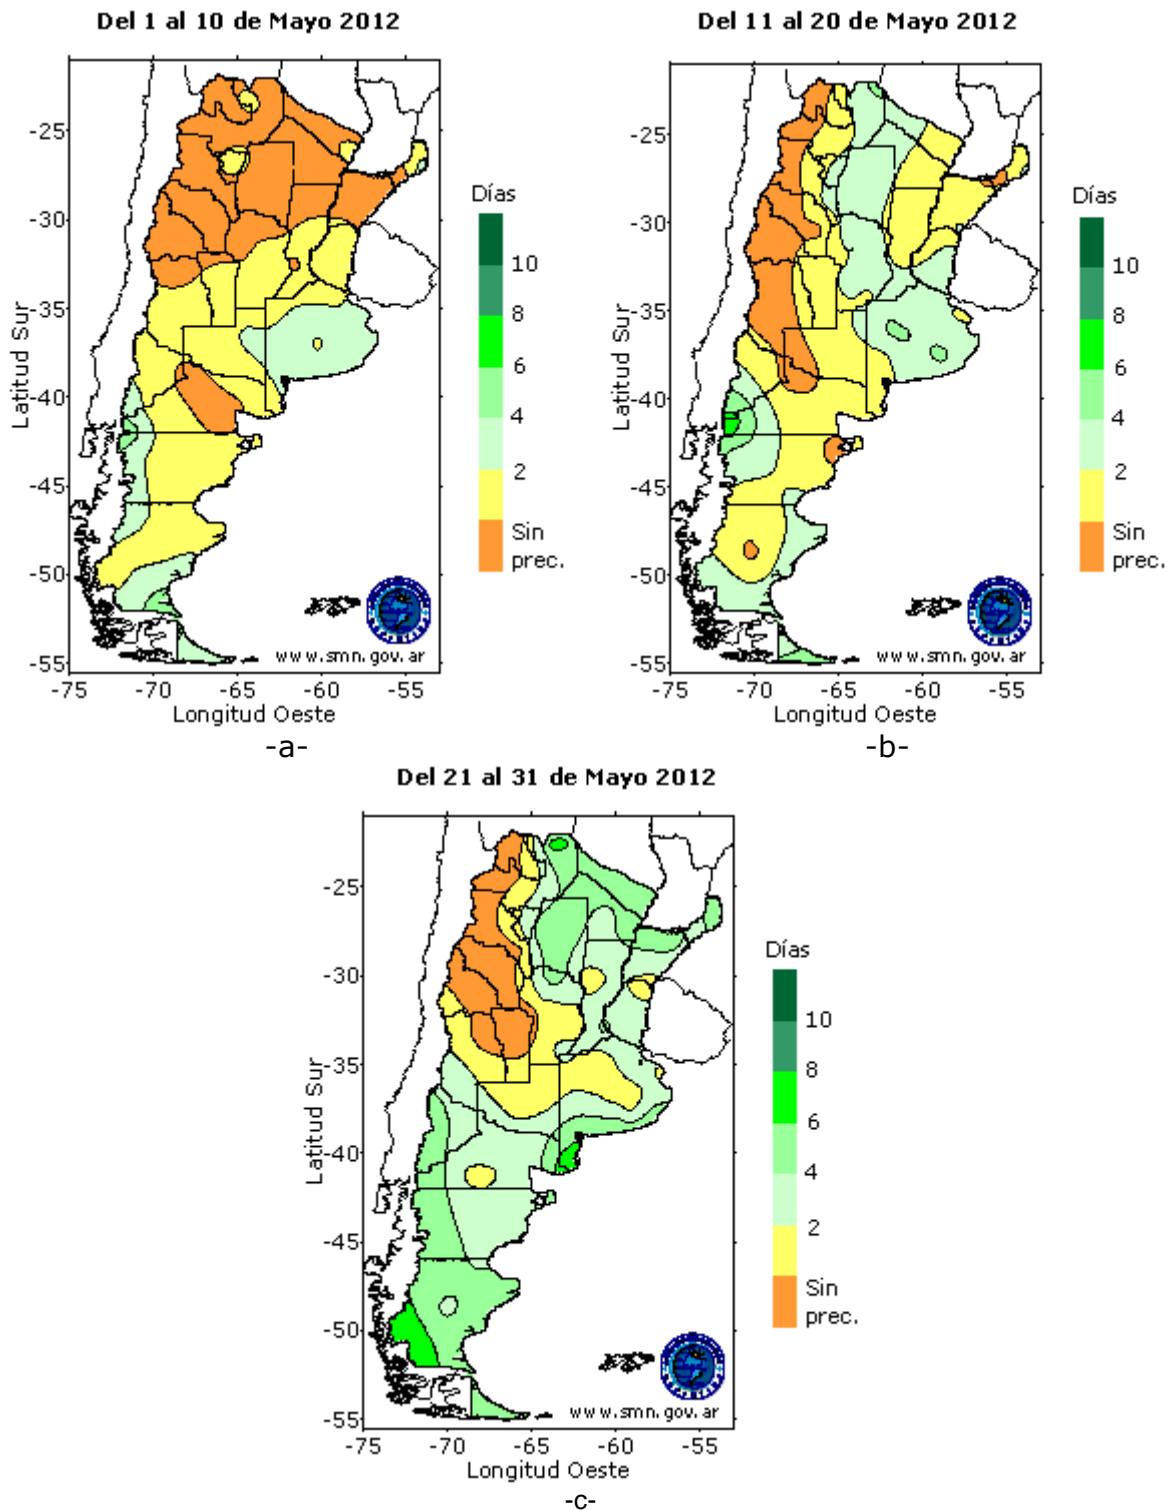 Del 1 al 10 de Mayo 2012
Latitud Sur
-25
-30
-35
-40
-45
-50
-55
-75 -70 -65 -60 -55
Longitud Oeste
Días
10
8
6
4
2
Sin
prec.
www.smn.gov.ar
-a-
Del 11 al 20 de Mayo 2012
Latitud Sur
-25
-30
-35
-40
-45
-50
-55
-75 -70 -65 -60 -55
Longitud Oeste
Días
10
8
6
4
2
Sin
prec.
www.smn.gov.ar
-b-
Del 21 al 31 de Mayo 2012
Latitud Sur
-25
-30
-35
-40
-45
-50
-55
-75 -70 -65 -60 -55
Longitud Oeste
Días
10
8
6
4
2
Sin
prec.
www.smn.gov.ar
-c-